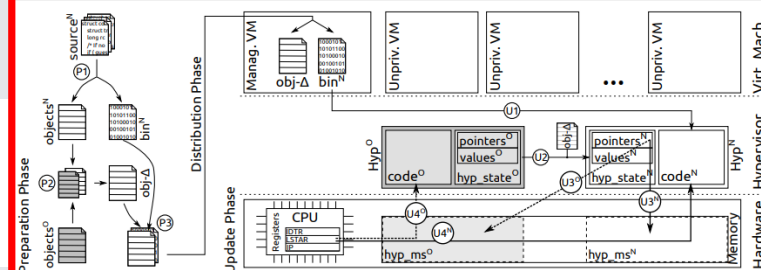 Preparation Phase
source^N
struct
struct
long rc
/* If no
P1
objects^N
bin^N
P2
obj-Δ
P3
objects^O
Distribution Phase
Manag. VM
obj-Δ
bin^N
Unpriv. VM
Unpriv. VM
...
Unpriv. VM
Virt. Mach.
U1
Hyp^O
pointers^O
values^O
code^O
hyp_state^O
U2
obj-Δ
pointers^N
values^N
hyp_state^N
code^N
Hyp^N
Hypervisor
U3^O
U3^N
Update Phase
Registers
CPU
IDTR
LSTAR
IP
U4^O
U4^N
hyp_ms^O
hyp_ms^N
Memory
Hardware